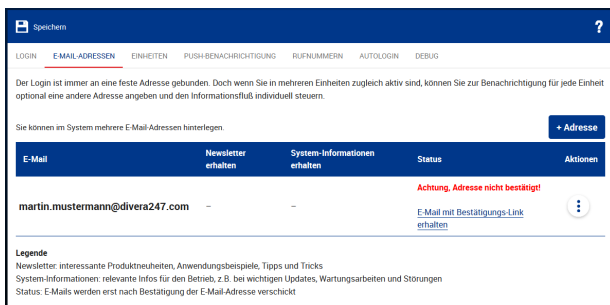 Speichern ?
LOGIN E-MAIL-ADRESSEN EINHEITEN PUSH-BENACHRICHTIGUNG RUFNUMMERN AUTOLOGIN DEBUG
Der Login ist immer an eine feste Adresse gebunden. Doch wenn Sie in mehreren Einheiten zugleich aktiv sind, können Sie zur Benachrichtigung für jede Einheit
optional eine andere Adresse angeben und den Informationsfluß individuell steuern.
Sie können im System mehrere E-Mail-Adressen hinterlegen.
+ Adresse
E-Mail Newsletter erhalten System-Informationen erhalten Status Aktionen
Achtung, Adresse nicht bestätigt!
martin.mustermann@divera247.com – –
E-Mail mit Bestätigungs-Link
erhalten
Legende
Newsletter: interessante Produktneuheiten, Anwendungsbeispiele, Tipps und Tricks
System-Informationen: relevante Infos für den Betrieb, z.B. bei wichtigen Updates, Wartungsarbeiten und Störungen
Status: E-Mails werden erst nach Bestätigung der E-Mail-Adresse verschickt